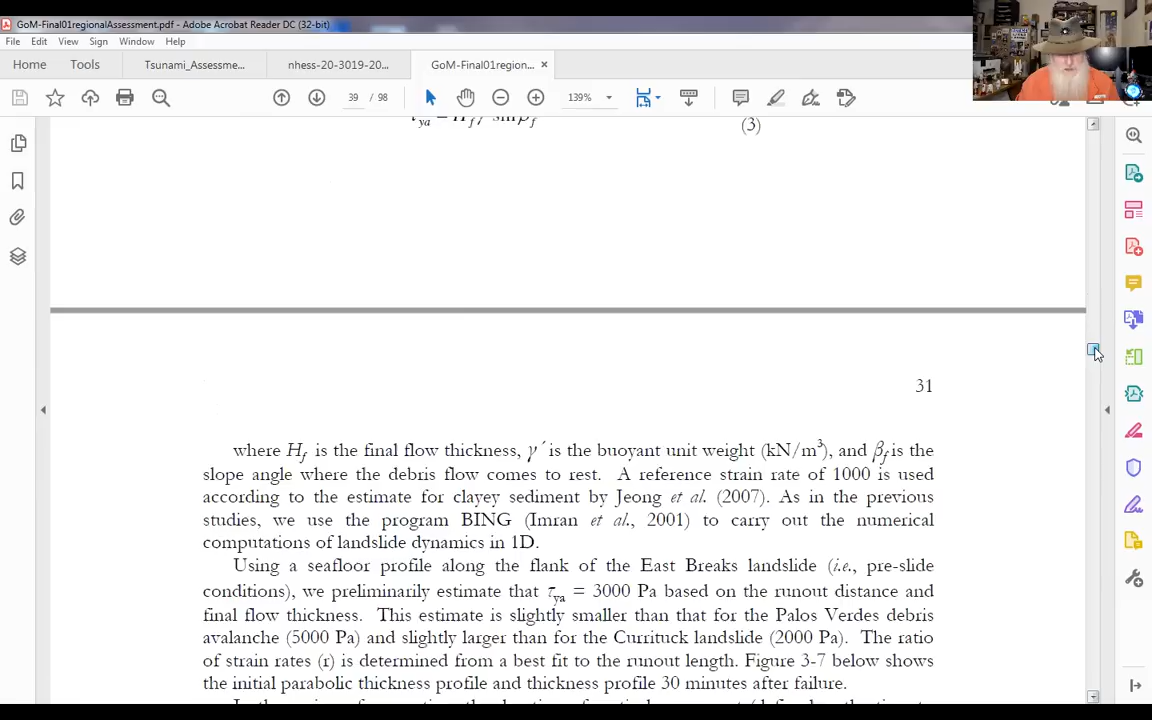 GoM-Final01regionalAssessment.pdf - Adobe Acrobat Reader DC (32-bit)
File Edit View Sign Window Help
Home Tools Tsunami_Assessme... nhess-20-3019-20... GoM-Final01region... ×
39 / 98 139%
τya = Hf γ′ sin βf (3)
31
where Hf is the final flow thickness, γ´ is the buoyant unit weight (kN/m3), and βf is the
slope angle where the debris flow comes to rest. A reference strain rate of 1000 is used
according to the estimate for clayey sediment by Jeong et al. (2007). As in the previous
studies, we use the program BING (Imran et al., 2001) to carry out the numerical
computations of landslide dynamics in 1D.
Using a seafloor profile along the flank of the East Breaks landslide (i.e., pre-slide
conditions), we preliminarily estimate that τya = 3000 Pa based on the runout distance and
final flow thickness. This estimate is slightly smaller than that for the Palos Verdes debris
avalanche (5000 Pa) and slightly larger than for the Currituck landslide (2000 Pa). The ratio
of strain rates (r) is determined from a best fit to the runout length. Figure 3-7 below shows
the initial parabolic thickness profile and thickness profile 30 minutes after failure.